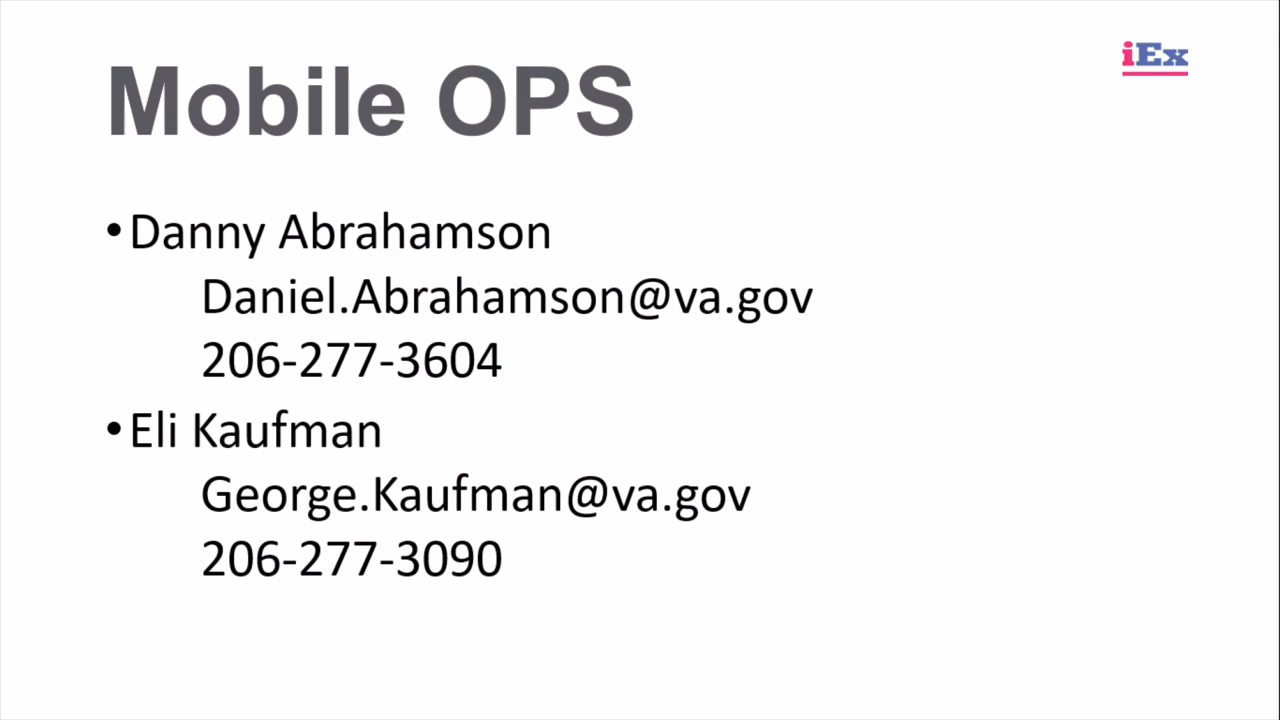 iEx
Mobile OPS
•Danny Abrahamson
Daniel.Abrahamson@va.gov
206-277-3604
•Eli Kaufman
George.Kaufman@va.gov
206-277-3090